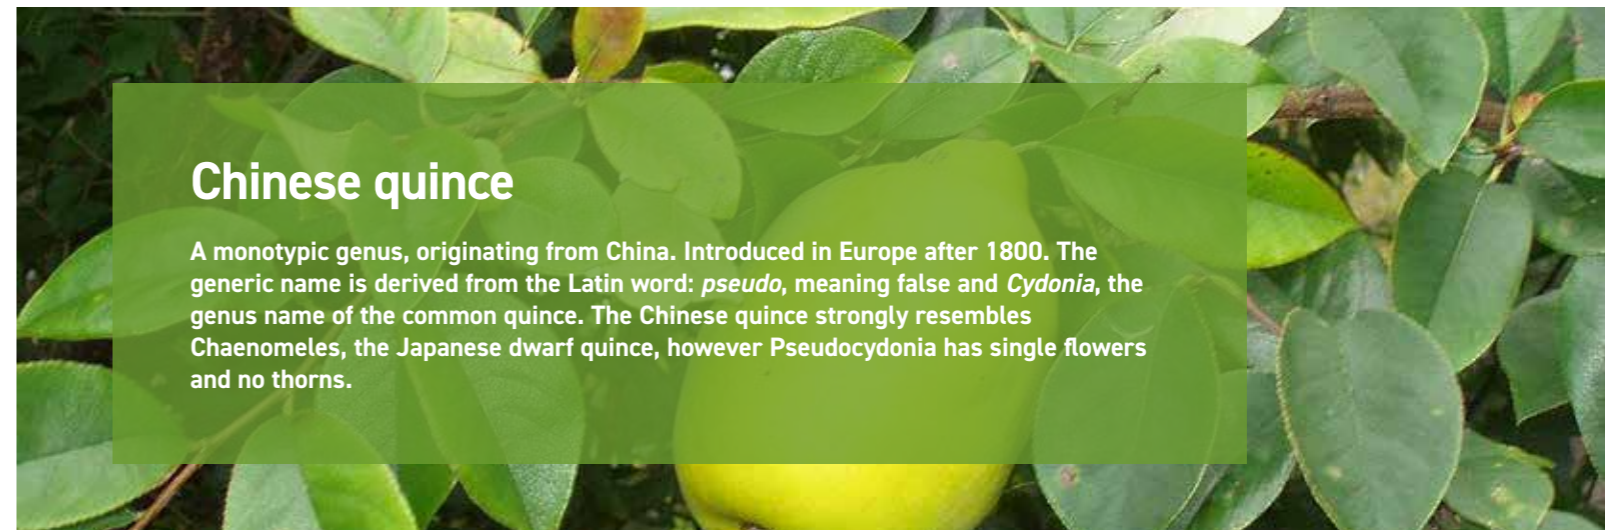 Chinese quince
A monotypic genus, originating from China. Introduced in Europe after 1800. The
generic name is derived from the Latin word: pseudo, meaning false and Cydonia, the
genus name of the common quince. The Chinese quince strongly resembles
Chaenomeles, the Japanese dwarf quince, however Pseudocydonia has single flowers
and no thorns.